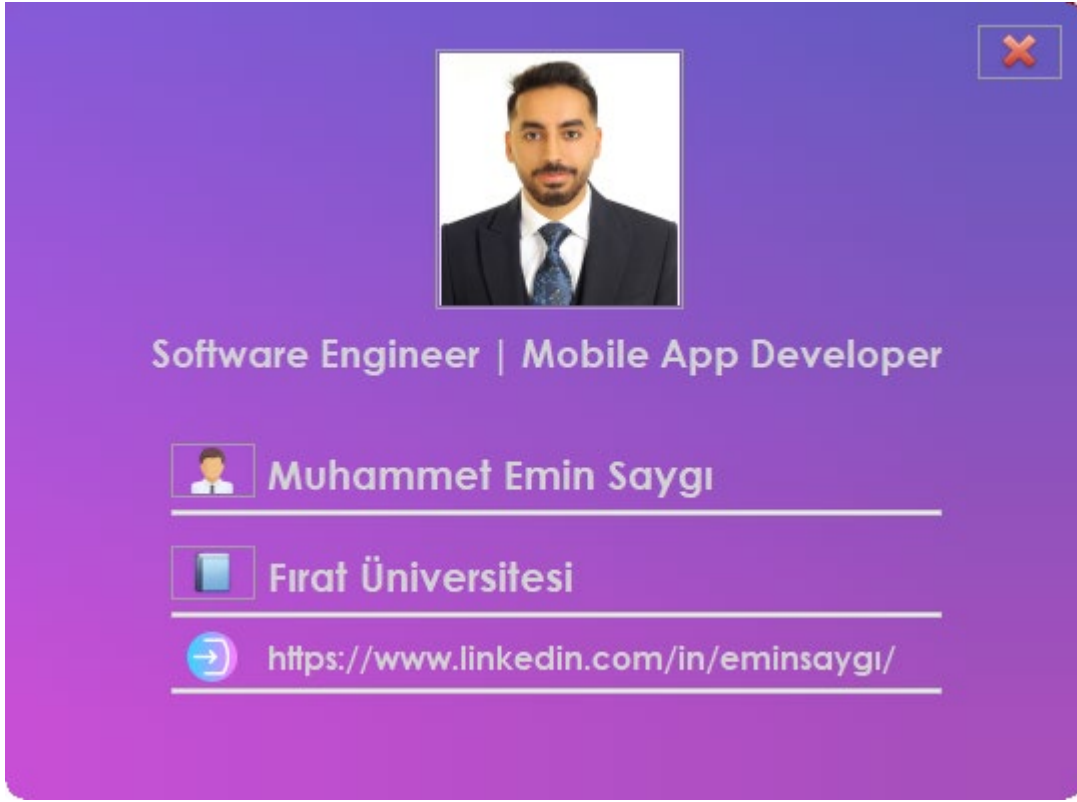 Software Engineer | Mobile App Developer
Muhammet Emin Saygı
Fırat Üniversitesi
https://www.linkedin.com/in/eminsaygı/